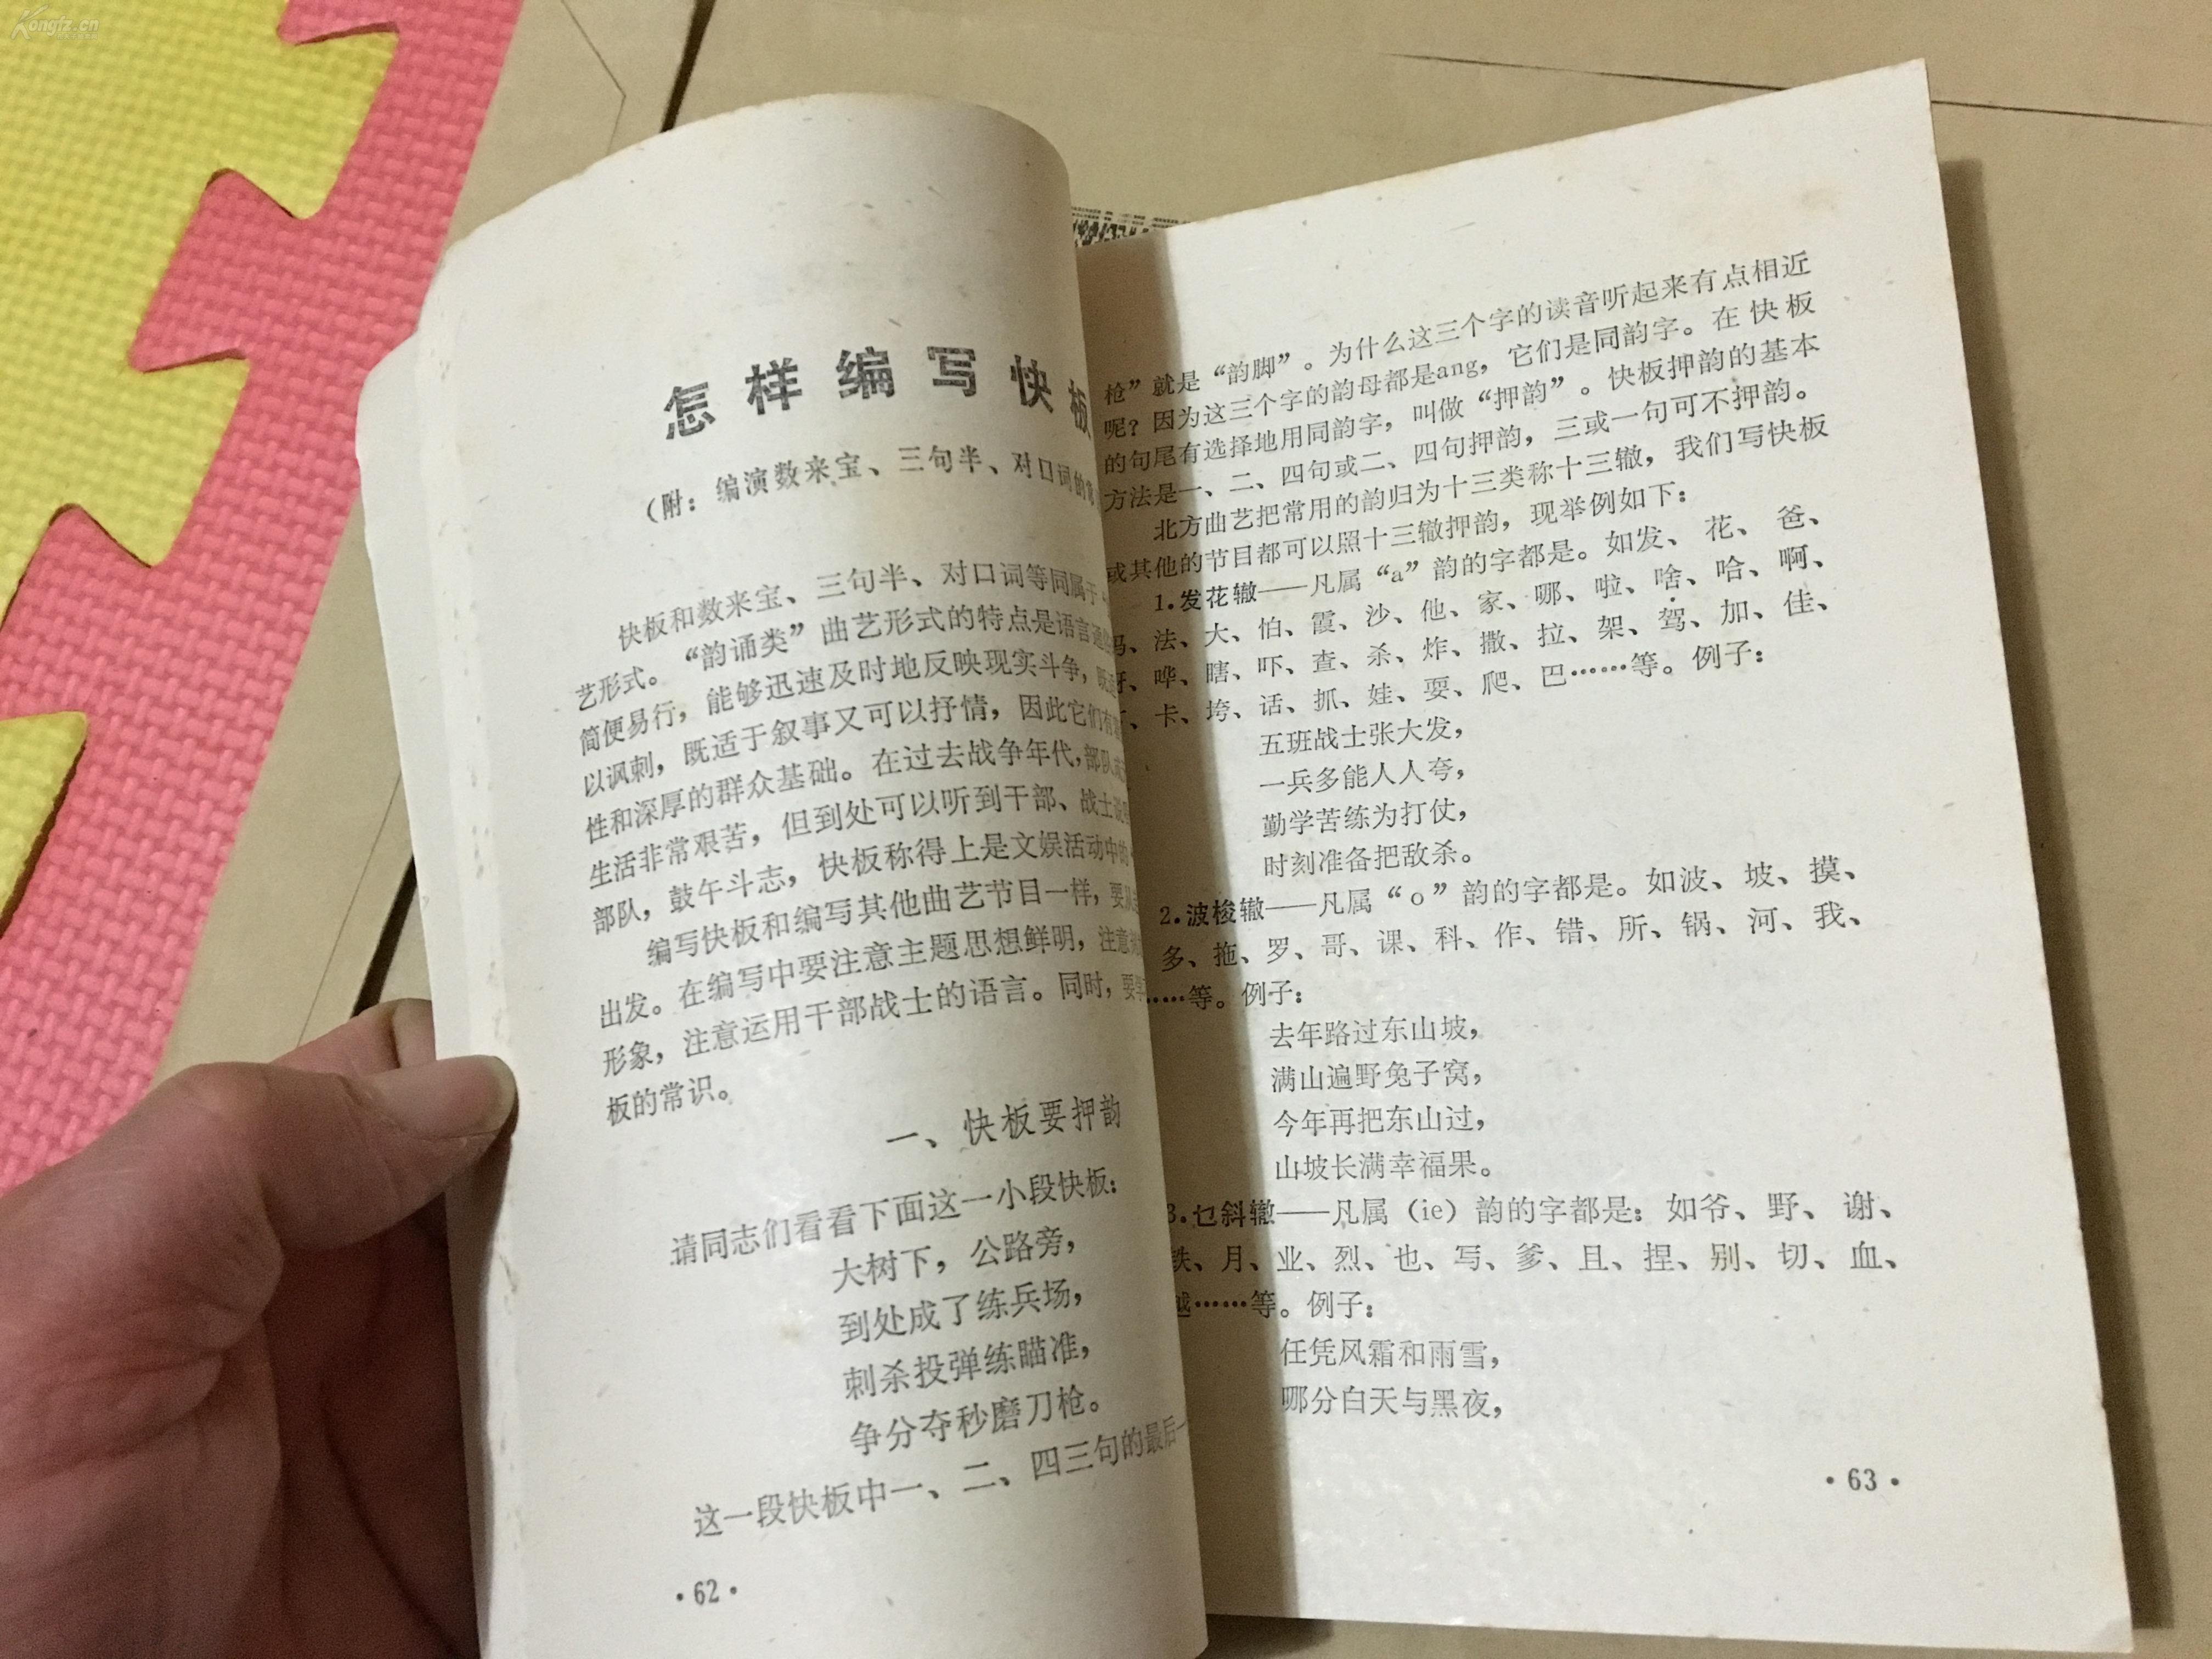 Kongfz.cn
怎样编写快板
（附：编演数来宝、三句半、对口词的常
快板和数来宝、三句半、对口词等同属于
艺形式。“韵诵类”曲艺形式的特点是语言通
简便易行，能够迅速及时地反映现实斗争，既
以讽刺，既适于叙事又可以抒情，因此它们有
性和深厚的群众基础。在过去战争年代，部队
生活非常艰苦，但到处可以听到干部、战士说
部队，鼓午斗志，快板称得上是文娱活动中的
编写快板和编写其他曲艺节目一样，要从
出发。在编写中要注意主题思想鲜明，注意
形象，注意运用干部战士的语言。同时，要学
板的常识。
一、快板要押韵
请同志们看看下面这一小段快板：
大树下，公路旁，
到处成了练兵场，
刺杀投弹练瞄准，
争分夺秒磨刀枪。
这一段快板中一、二、四三句的最后一
·62·
枪”就是“韵脚”。为什么这三个字的读音听起来有点相近
呢？因为这三个字的韵母都是ang，它们是同韵字。在快板
的句尾有选择地用同韵字，叫做“押韵”。快板押韵的基本
方法是一、二、四句或二、四句押韵，三或一句可不押韵。
北方曲艺把常用的韵归为十三类称十三辙，我们写快板
或其他的节目都可以照十三辙押韵，现举例如下：
1.发花辙——凡属“a”韵的字都是。如发、花、爸、
妈、法、大、怕、霞、沙、他、家、哪、啦、啥、哈、啊、
呀、哗、瞎、吓、查、杀、炸、撒、拉、架、驾、加、佳、
、卡、垮、话、抓、娃、耍、爬、巴……等。例子：
五班战士张大发，
一兵多能人人夸，
勤学苦练为打仗，
时刻准备把敌杀。
2.波梭辙——凡属“o”韵的字都是。如波、坡、摸、
多、拖、罗、哥、课、科、作、错、所、锅、河、我、
……等。例子：
去年路过东山坡，
满山遍野兔子窝，
今年再把东山过，
山坡长满幸福果。
3.乜斜辙——凡属（ie）韵的字都是：如爷、野、谢、
铁、月、业、烈、也、写、爹、且、捏、别、切、血、
越……等。例子：
任凭风霜和雨雪，
哪分白天与黑夜，
·63·